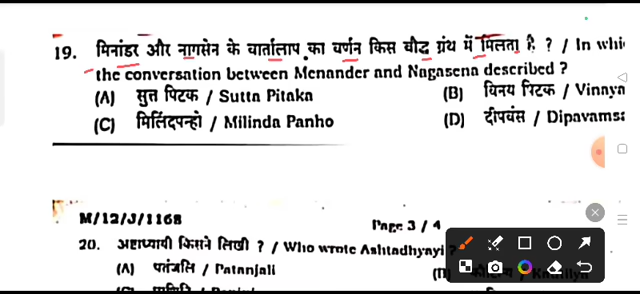 19. मिनांडर और नागसेन के वार्तालाप का वर्णन किस बौद्ध ग्रंथ में मिलता है ? / In whi
the conversation between Menander and Nagasena described ?
(A) सुत्त पिटक / Sutta Pitaka
(B) विनय पिटक / Vinnya
(C) मिलिंदपन्हो / Milinda Panho
(D) दीपवंस / Dipavamsa
M/12/J/1168
Page 3 / 4
20. अष्टाध्यायी किसने लिखी ? / Who wrote Ashtadhyayi ?
(A) पतंजलि / Patanjali